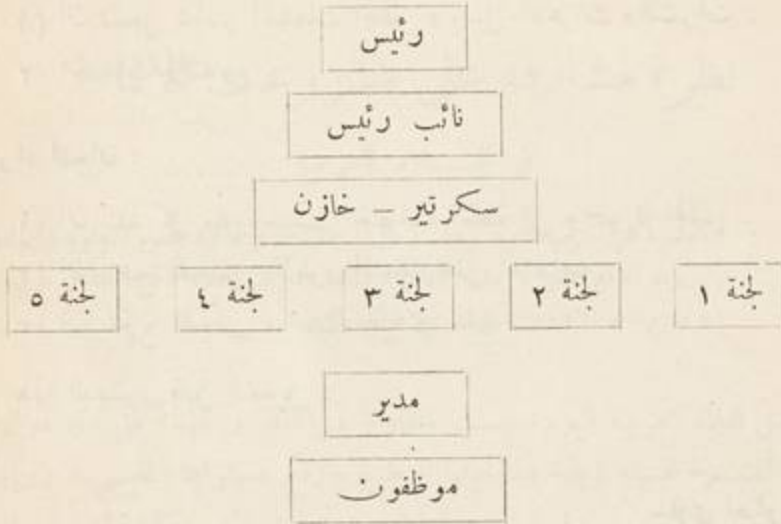 رئيس
نائب رئيس
سكرتير – خازن
لجنة ١ لجنة ٢ لجنة ٣ لجنة ٤ لجنة ٥
مدير
موظفون